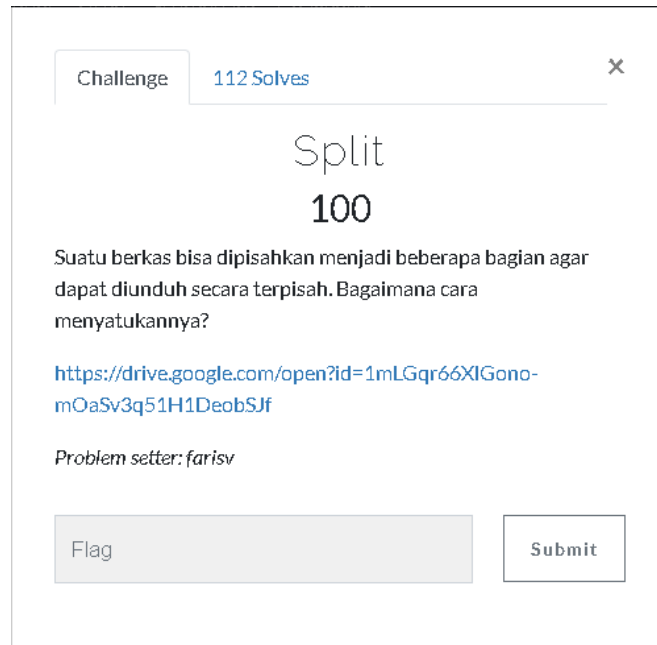 Challenge
112 Solves
×
Split
100
Suatu berkas bisa dipisahkan menjadi beberapa bagian agar
dapat diunduh secara terpisah. Bagaimana cara
menyatukannya?
https://drive.google.com/open?id=1mLGqr66XlGono-
mOaSv3q51H1DeobSJf
Problem setter: farisv
Flag
Submit